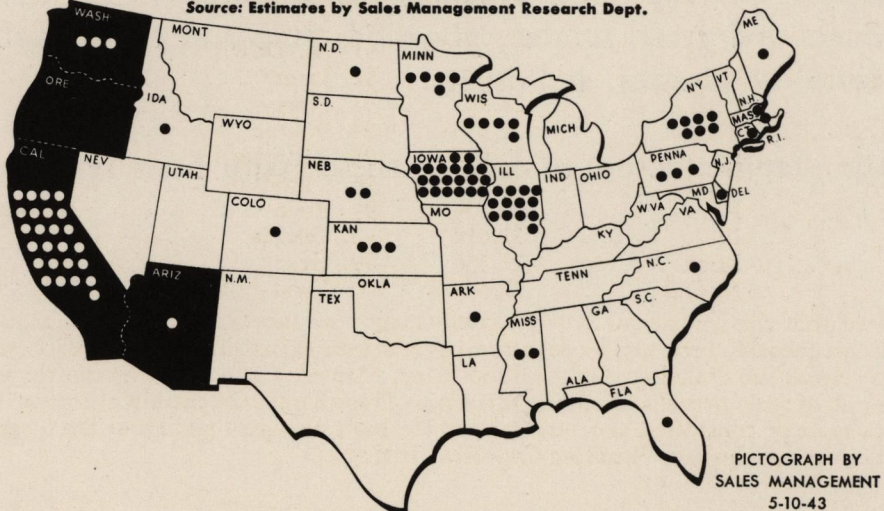 Source: Estimates by Sales Management Research Dept.
WASH
MONT
N.D.
MINN
ME
ORE
IDA
S.D.
WIS
MICH
NY
VT
NH
MAS
CT
R.I.
WYO
CAL
NEV
UTAH
NEB
IOWA
ILL
IND
OHIO
PENNA
N.J.
MD
DEL
COLO
KAN
MO
KY
W VA
VA
ARIZ
N.M.
OKLA
TEX
ARK
TENN
N.C.
S.C.
MISS
ALA
GA
LA
FLA
PICTOGRAPH BY
SALES MANAGEMENT
5-10-43